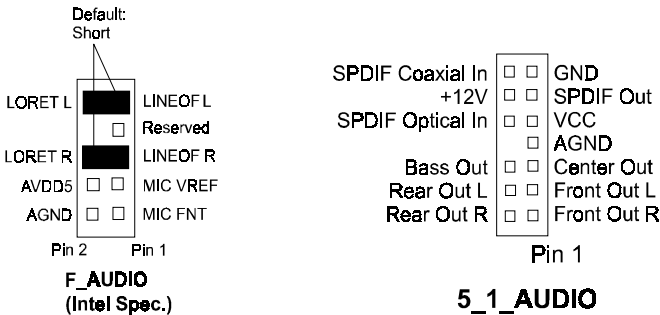 Default:
Short
LORET L LINEOF L
Reserved
LORET R LINEOF R
AVDD5 MIC VREF
AGND MIC FNT
Pin 2 Pin 1
F_AUDIO
(Intel Spec.)
SPDIF Coaxial In GND
+12V SPDIF Out
SPDIF Optical In VCC
AGND
Bass Out Center Out
Rear Out L Front Out L
Rear Out R Front Out R
Pin 1
5_1_AUDIO